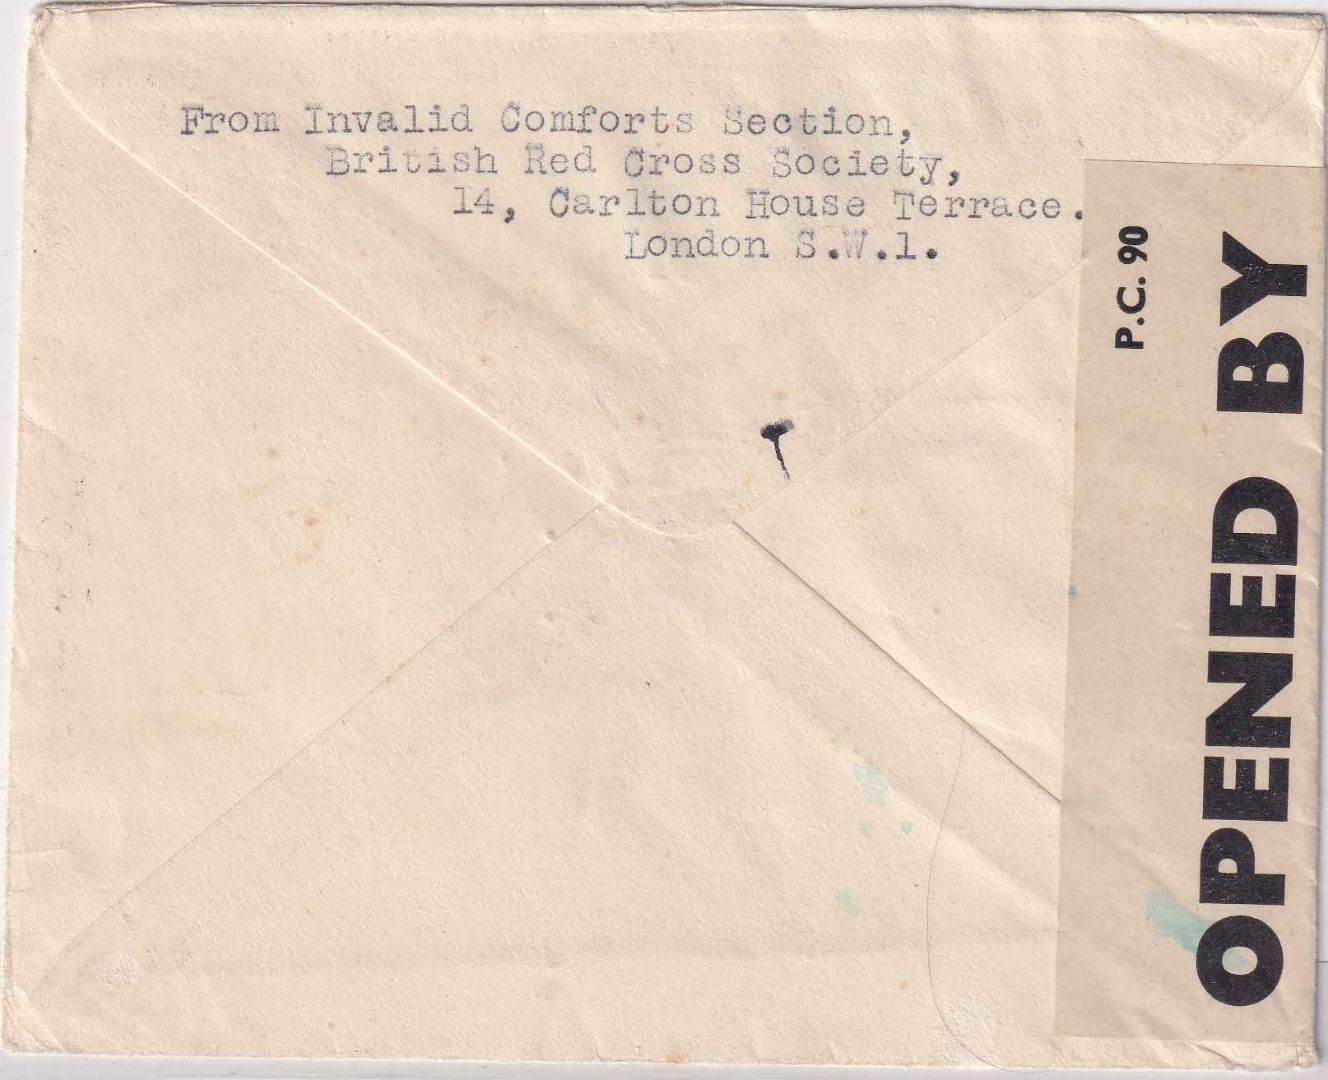 From Invalid Comforts Section,
British Red Cross Society,
14, Carlton House Terrace.
London S.W.1.
P.C. 90
OPENED BY